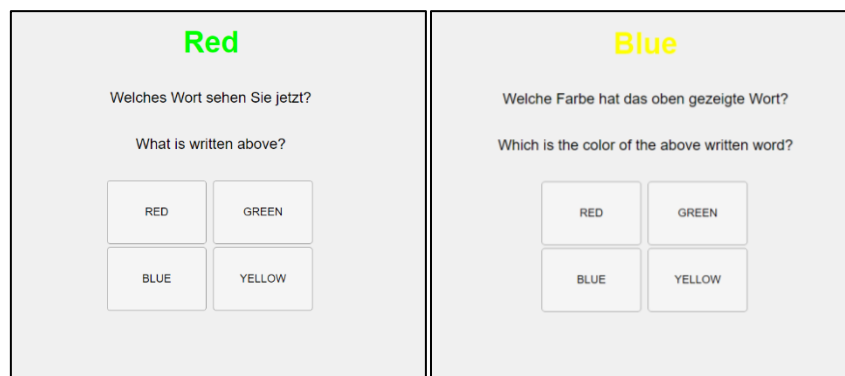 Red
Welches Wort sehen Sie jetzt?
What is written above?
RED GREEN
BLUE YELLOW
Blue
Welche Farbe hat das oben gezeigte Wort?
Which is the color of the above written word?
RED GREEN
BLUE YELLOW